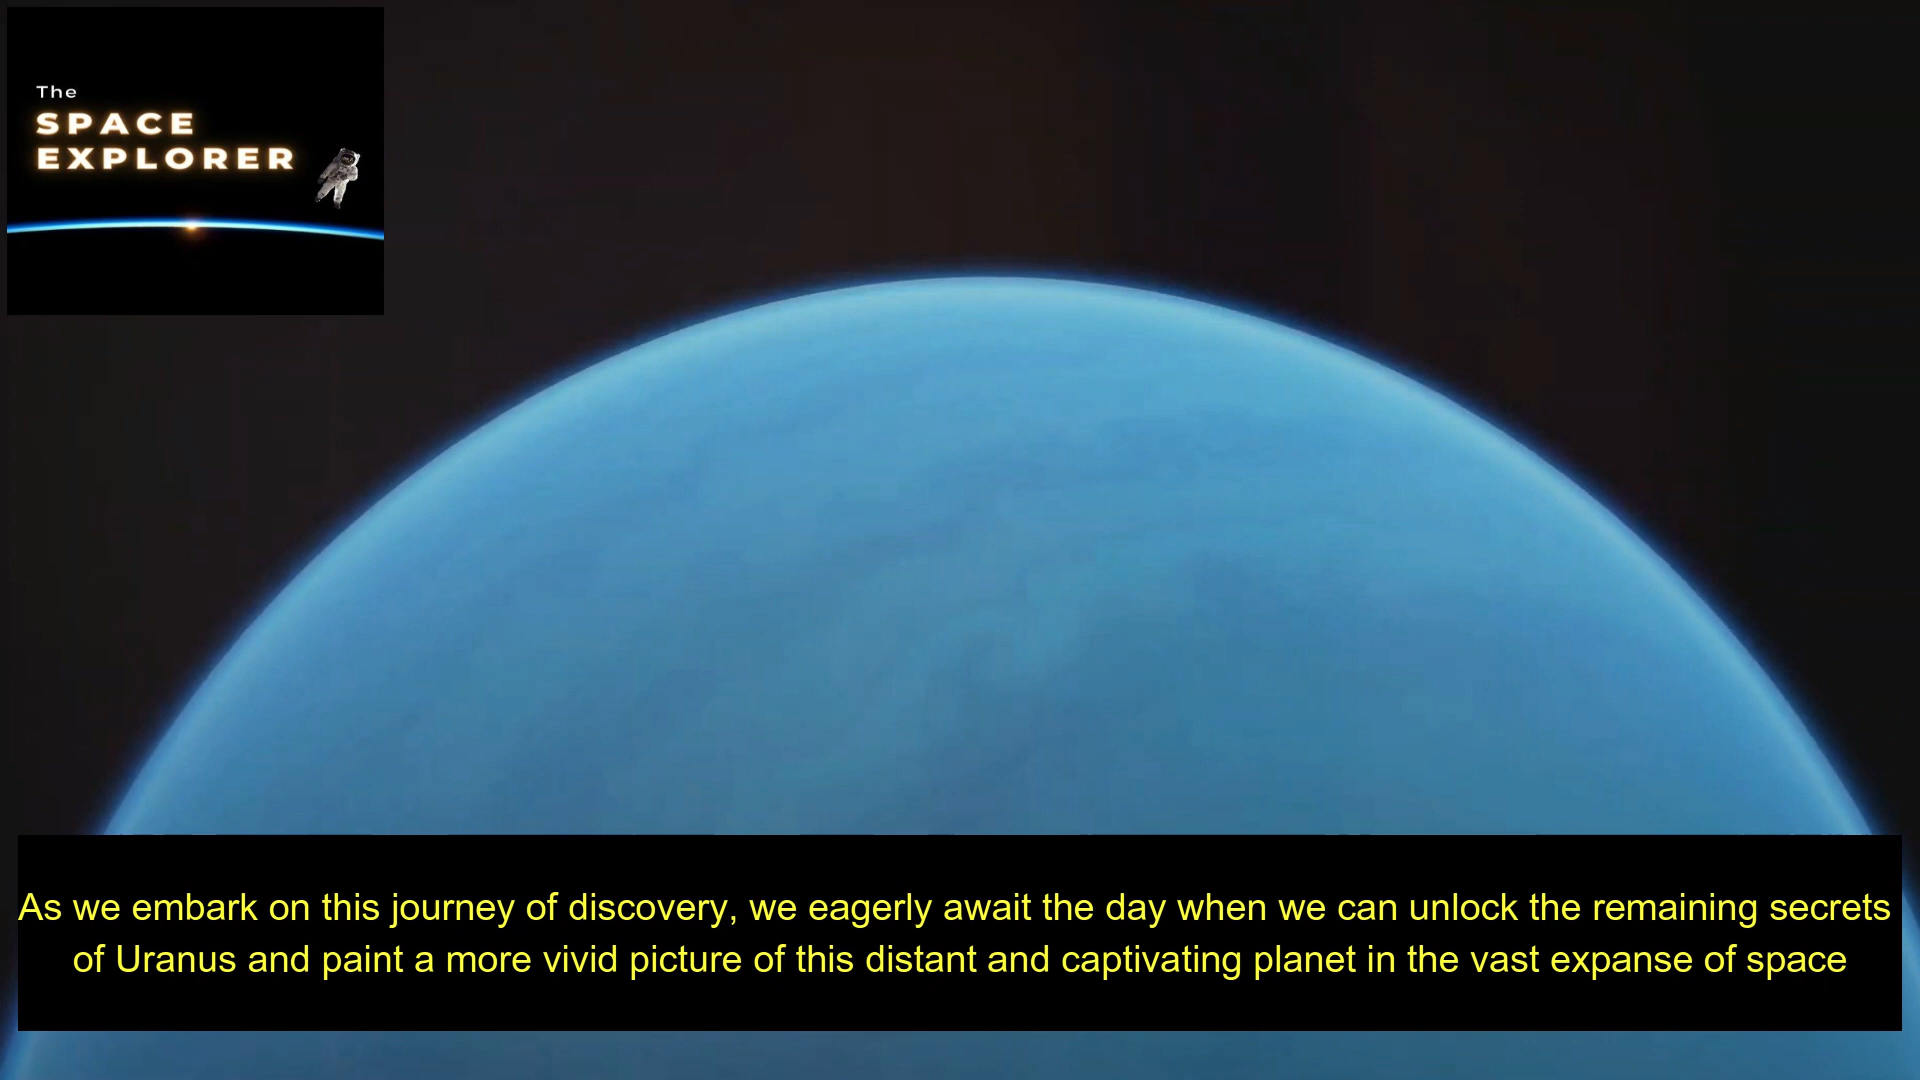 The
SPACE
EXPLORER
As we embark on this journey of discovery, we eagerly await the day when we can unlock the remaining secrets
of Uranus and paint a more vivid picture of this distant and captivating planet in the vast expanse of space